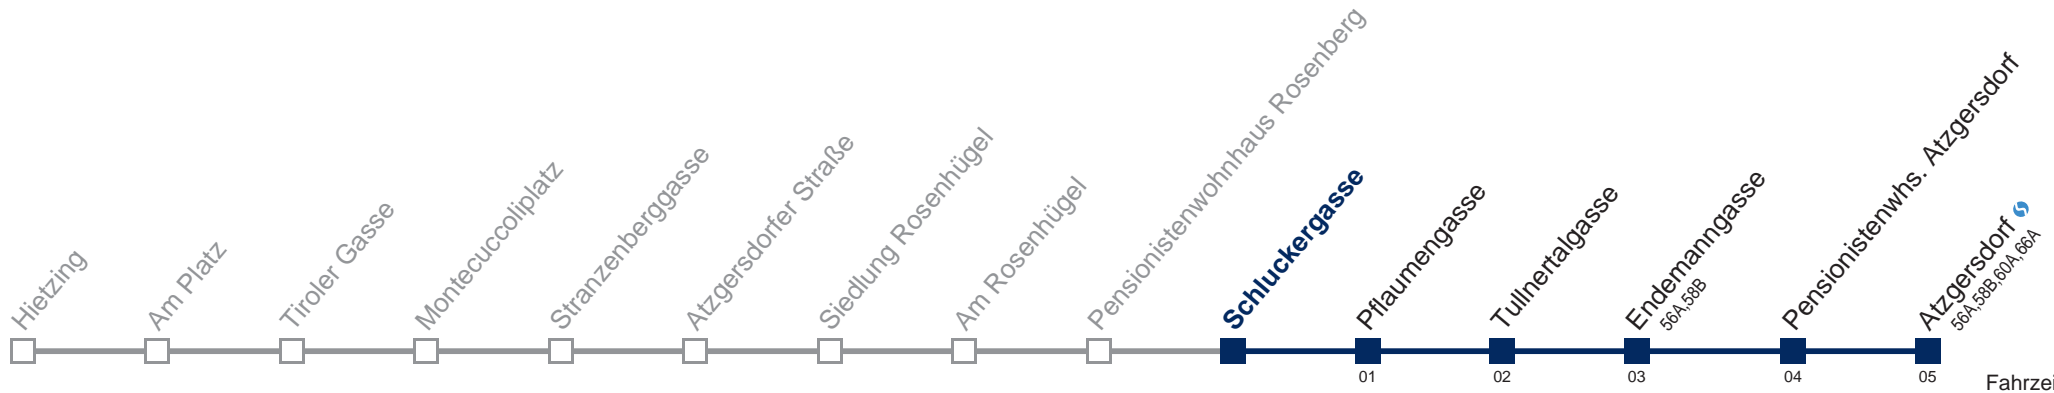 Hietzing
Am Platz
Tiroler Gasse
Montecuccoliplatz
Stranzenberggasse
Atzgersdorfer Straße
Siedlung Rosenhügel
Am Rosenhügel
Pensionistenwohnhaus Rosenberg
Schluckergasse
Pflaumengasse
Tullnertalgasse
Endemanngasse
56A,58B
Pensionistenwhs. Atzgersdorf
Atzgersdorf
56A,58B,60A,66A
01
02
03
04
05
Fahrzei